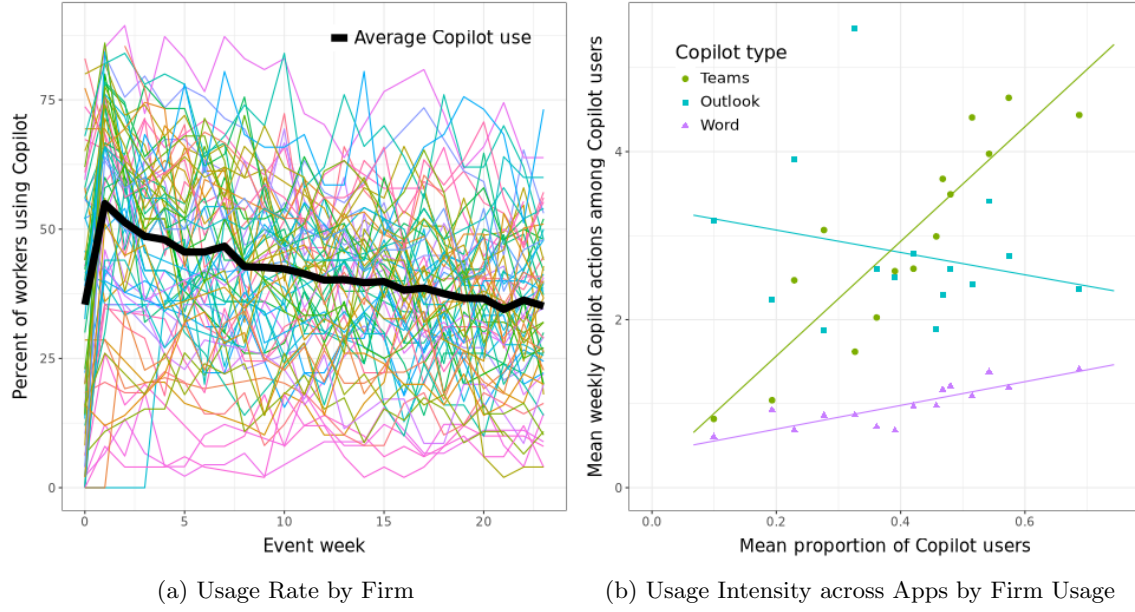 Average Copilot use
Percent of workers using Copilot
75
50
25
0
0
5
10
15
20
Event week
(a) Usage Rate by Firm
Copilot type
Teams
Outlook
Word
Mean weekly Copilot actions among Copilot users
4
2
0
0.0
0.2
0.4
0.6
Mean proportion of Copilot users
(b) Usage Intensity across Apps by Firm Usage